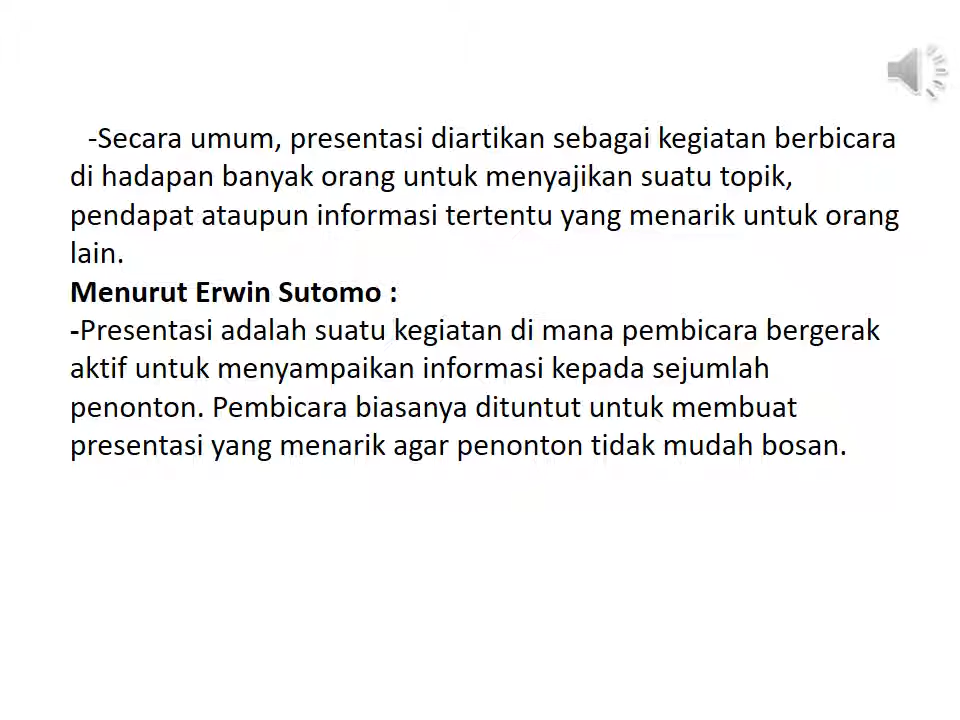 -Secara umum, presentasi diartikan sebagai kegiatan berbicara
di hadapan banyak orang untuk menyajikan suatu topik,
pendapat ataupun informasi tertentu yang menarik untuk orang
lain.
Menurut Erwin Sutomo :
-Presentasi adalah suatu kegiatan di mana pembicara bergerak
aktif untuk menyampaikan informasi kepada sejumlah
penonton. Pembicara biasanya dituntut untuk membuat
presentasi yang menarik agar penonton tidak mudah bosan.